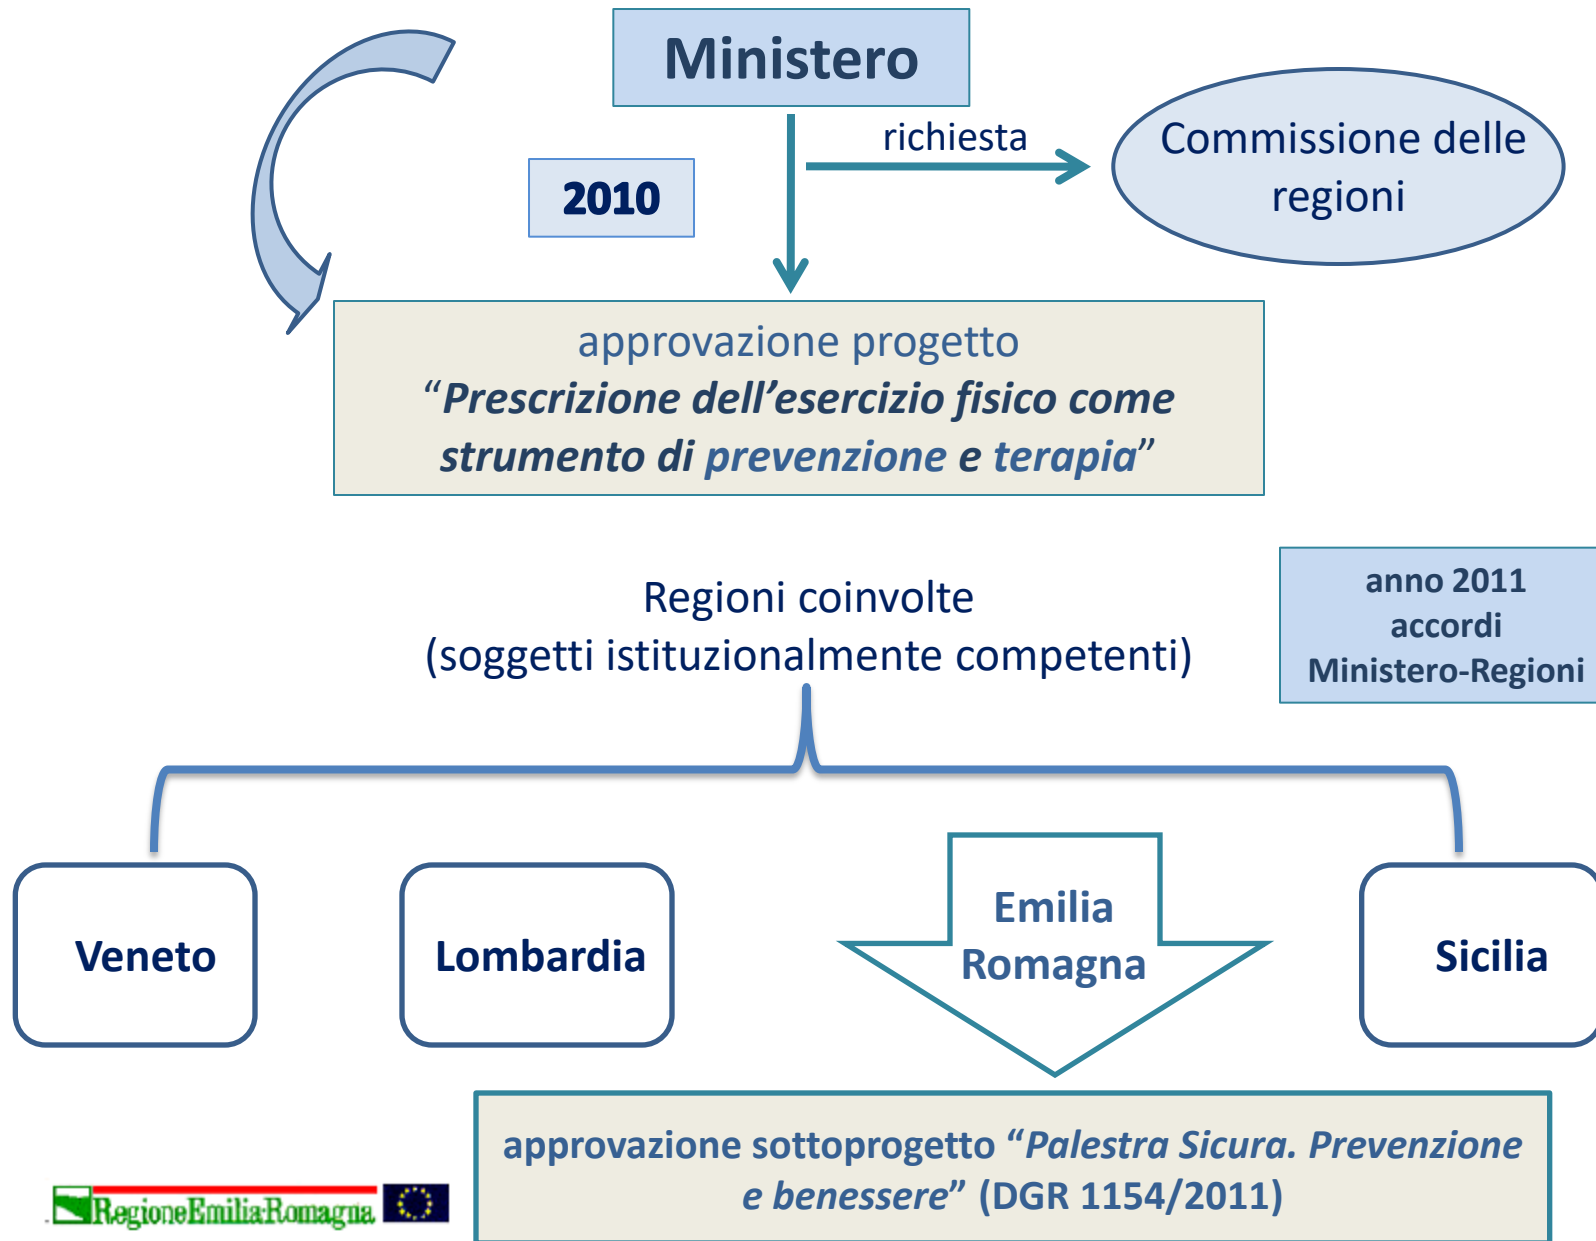 Ministero
richiesta
Commissione delle
regioni
2010
approvazione progetto
“Prescrizione dell’esercizio fisico come
strumento di prevenzione e terapia”
Regioni coinvolte
(soggetti istituzionalmente competenti)
anno 2011
accordi
Ministero-Regioni
Veneto
Lombardia
Emilia
Romagna
Sicilia
approvazione sottoprogetto “Palestra Sicura. Prevenzione
e benessere” (DGR 1154/2011)
RegioneEmilia-Romagna